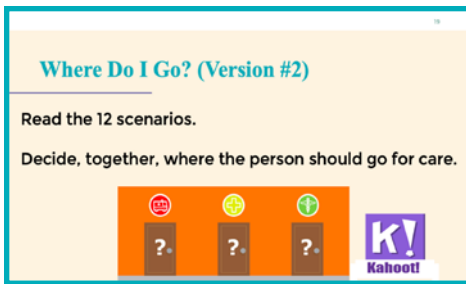 Where Do I Go? (Version #2)
Read the 12 scenarios.
Decide, together, where the person should go for care.
? ? ?
K!
Kahoot!